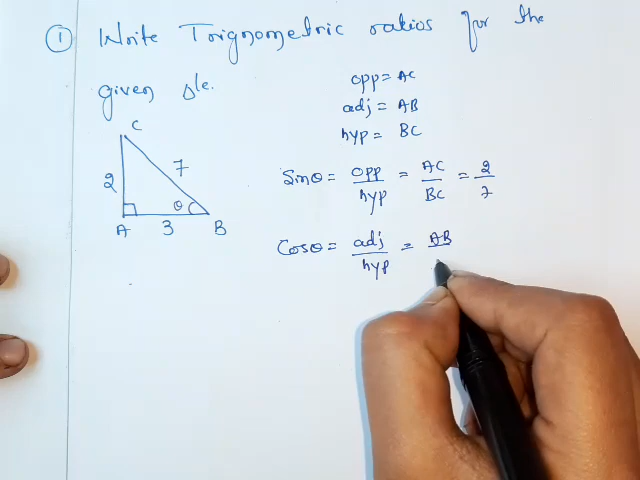 ① Write Trignometric ratios for the
given Δle.
opp = AC
adj = AB
hyp = BC
C
2 7
θ
A 3 B
Sinθ = opp/hyp = AC/BC = 2/7
Cosθ = adj/hyp = AB